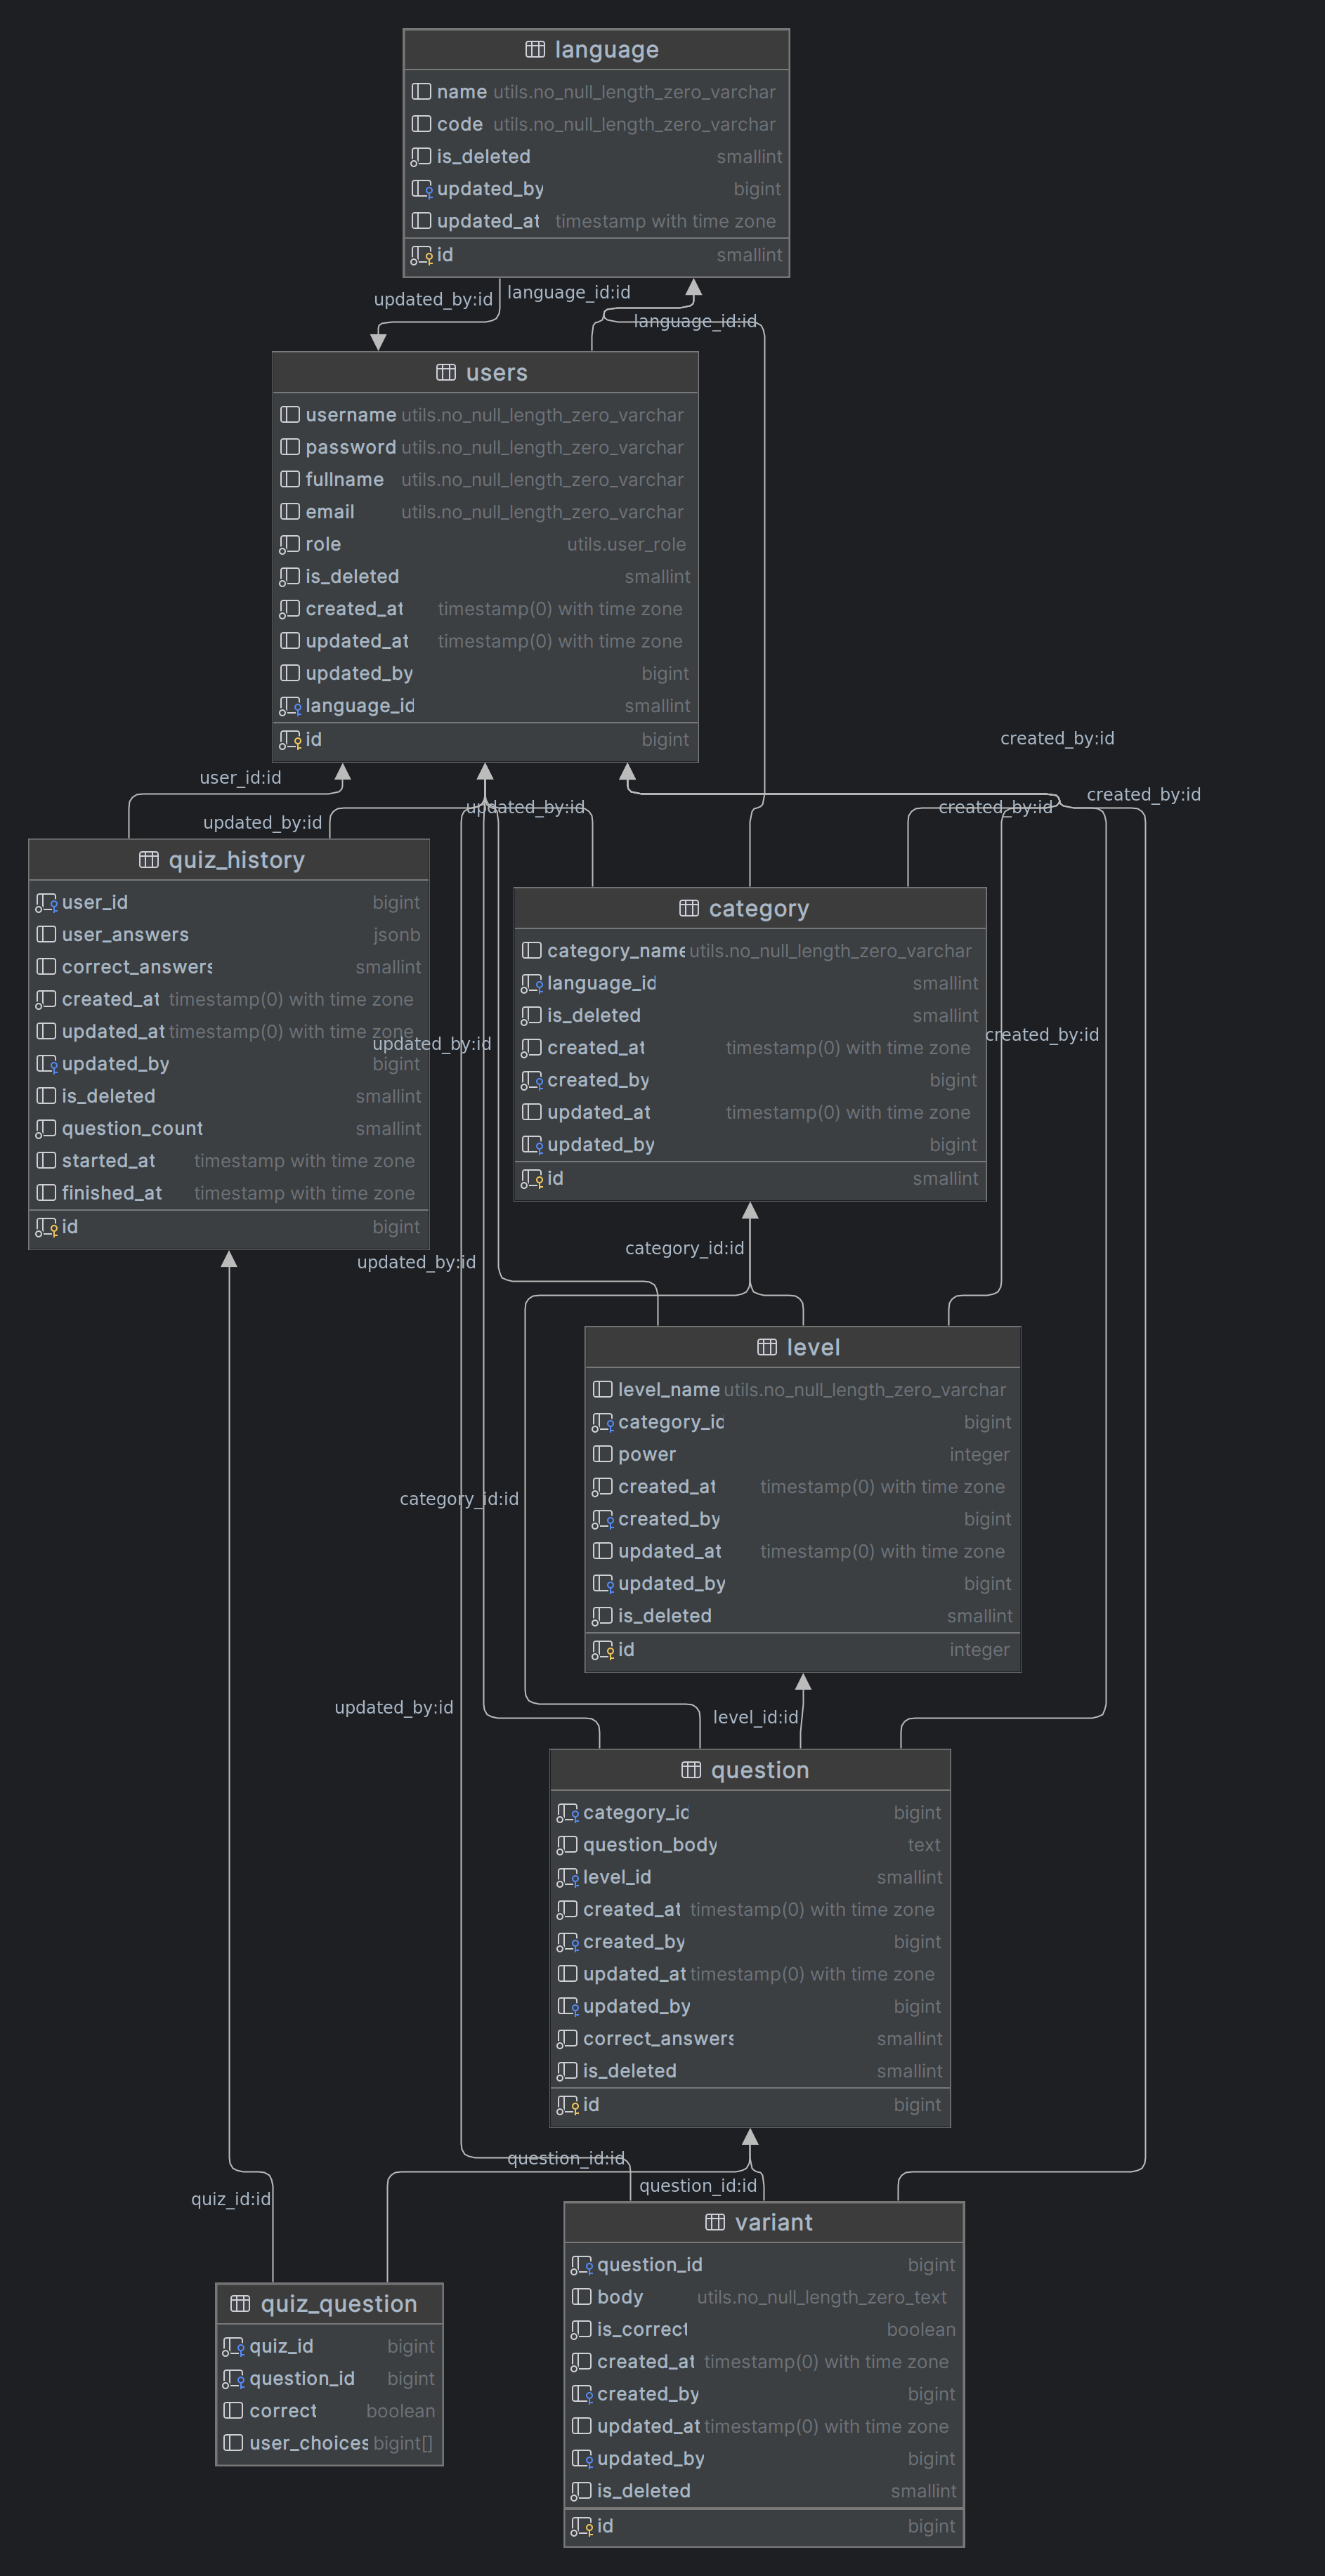 language
name utils.no_null_length_zero_varchar
code utils.no_null_length_zero_varchar
is_deleted smallint
updated_by bigint
updated_at timestamp with time zone
id smallint
updated_by:id
language_id:id
language_id:id
users
username utils.no_null_length_zero_varchar
password utils.no_null_length_zero_varchar
fullname utils.no_null_length_zero_varchar
email utils.no_null_length_zero_varchar
role utils.user_role
is_deleted smallint
created_at timestamp(0) with time zone
updated_at timestamp(0) with time zone
updated_by bigint
language_id smallint
id bigint
created_by:id
user_id:id
created_by:id
updated_by:id
created_by:id
updated_by:id
quiz_history
user_id bigint
user_answers jsonb
correct_answers smallint
created_at timestamp(0) with time zone
updated_at timestamp(0) with time zone
updated_by bigint
is_deleted smallint
question_count smallint
started_at timestamp with time zone
finished_at timestamp with time zone
id bigint
category
category_name utils.no_null_length_zero_varchar
language_id smallint
is_deleted smallint
created_at timestamp(0) with time zone
created_by bigint
updated_at timestamp(0) with time zone
updated_by bigint
id smallint
updated_by:id
created_by:id
category_id:id
updated_by:id
level
level_name utils.no_null_length_zero_varchar
category_id bigint
power integer
created_at timestamp(0) with time zone
created_by bigint
updated_at timestamp(0) with time zone
updated_by bigint
is_deleted smallint
id integer
category_id:id
updated_by:id
level_id:id
question
category_id bigint
question_body text
level_id smallint
created_at timestamp(0) with time zone
created_by bigint
updated_at timestamp(0) with time zone
updated_by bigint
correct_answers smallint
is_deleted smallint
id bigint
question_id:id
question_id:id
quiz_id:id
variant
question_id bigint
body utils.no_null_length_zero_text
is_correct boolean
created_at timestamp(0) with time zone
created_by bigint
updated_at timestamp(0) with time zone
updated_by bigint
is_deleted smallint
id bigint
quiz_question
quiz_id bigint
question_id bigint
correct boolean
user_choices bigint[]